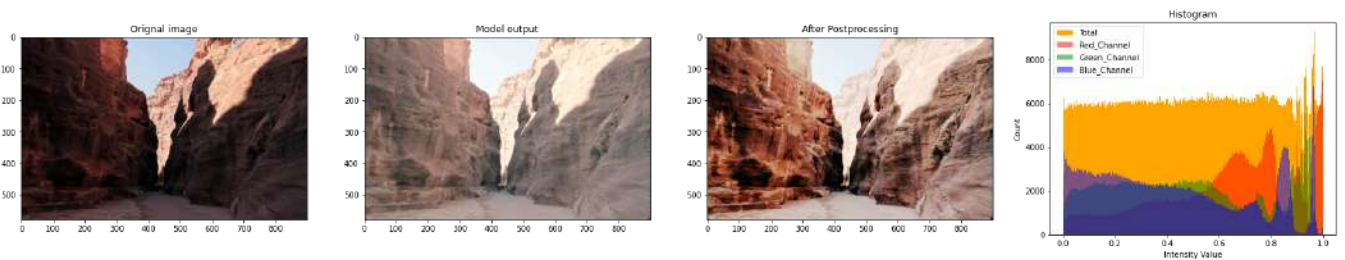 Orignal image
0
100
200
300
400
500
0 100 200 300 400 500 600 700 800
Model output
0
100
200
300
400
500
0 100 200 300 400 500 600 700 800
After Postprocessing
0
100
200
300
400
500
0 100 200 300 400 500 600 700 800
Histogram
Total
Red_Channel
Green_Channel
Blue_Channel
Count
8000
6000
4000
2000
0
0.0 0.2 0.4 0.6 0.8 1.0
Intensity Value